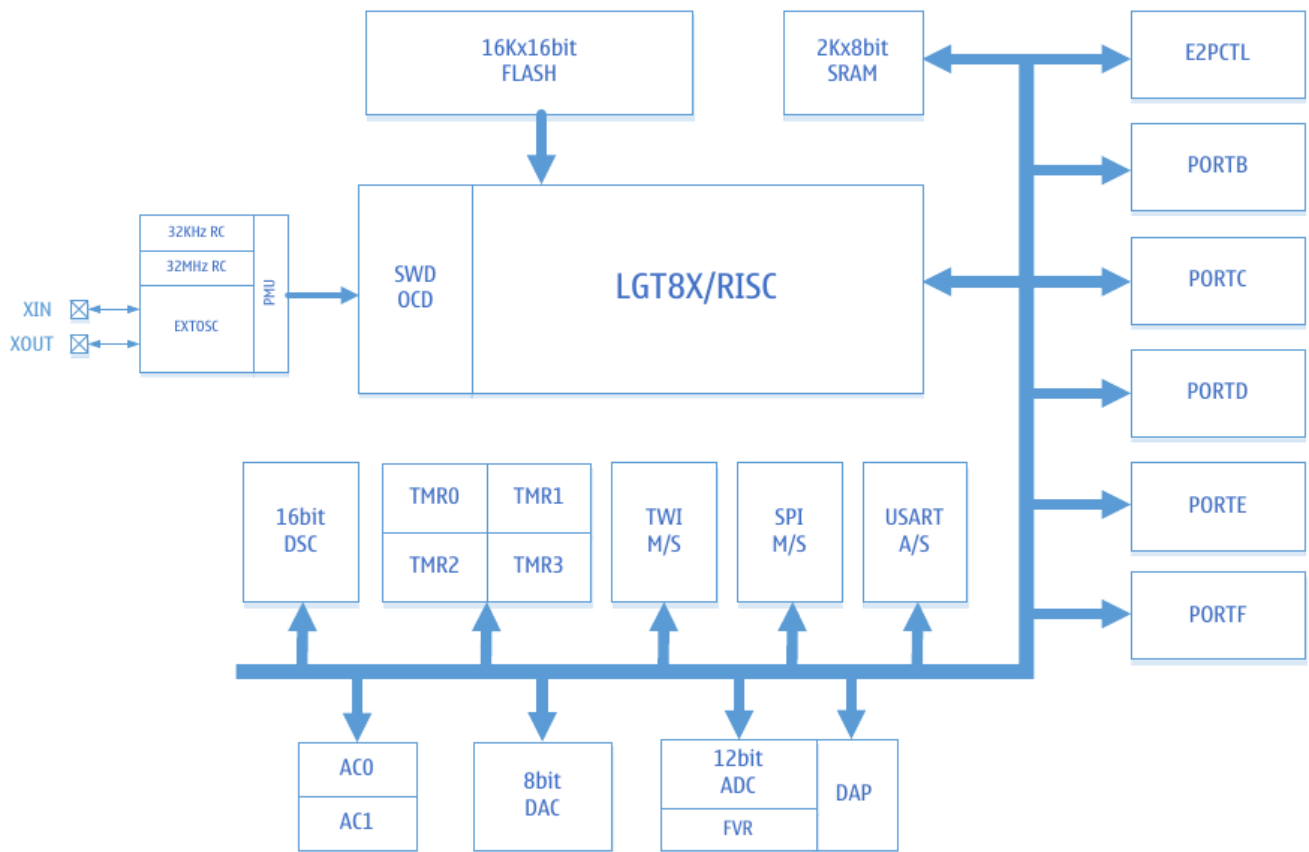 16Kx16bit
FLASH
2Kx8bit
SRAM
E2PCTL
PORTB
32KHz RC
32MHz RC
EXTOSC
PMU
XIN
XOUT
SWD
OCD
LGT8X/RISC
PORTC
PORTD
16bit
DSC
TMR0
TMR1
TMR2
TMR3
TWI
M/S
SPI
M/S
USART
A/S
PORTE
PORTF
AC0
AC1
8bit
DAC
12bit
ADC
FVR
DAP